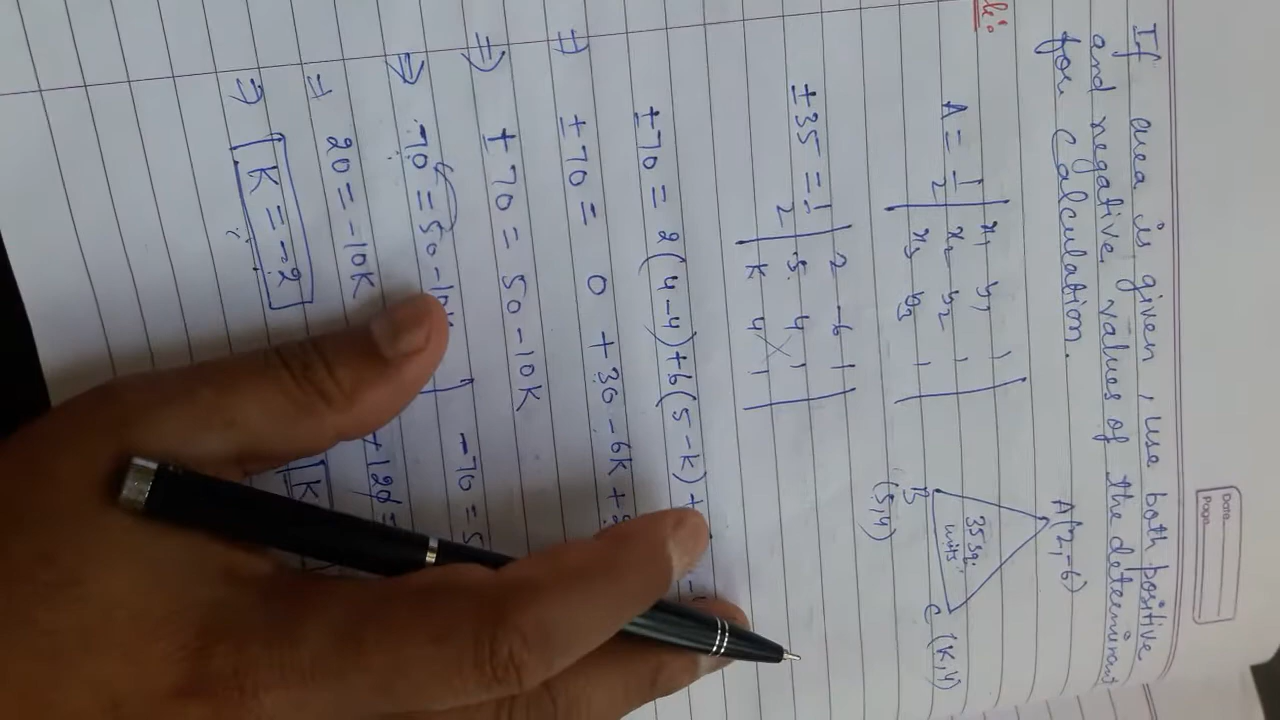 Date
Page
If area is given, use both positive
and negative values of the determinant
for calculation.
A(2,-6)
A = 1/2 | x1 y1 1
x2 y2 1
x3 y3 1 |
35 sq.
units
B
(5,4)
C (K,4)
±35 = 1/2 | 2 -6 1
5 4 1
K 4 1 |
±70 = 2(4-4)+6(5-K)+
⇒ ±70 = 0 + 30 - 6K +
⇒ ±70 = 50 - 10K
⇒ 70 = 50 - 10K
-70 = 5
⇒ 20 = -10K
+120 =
⇒ K = -2
K